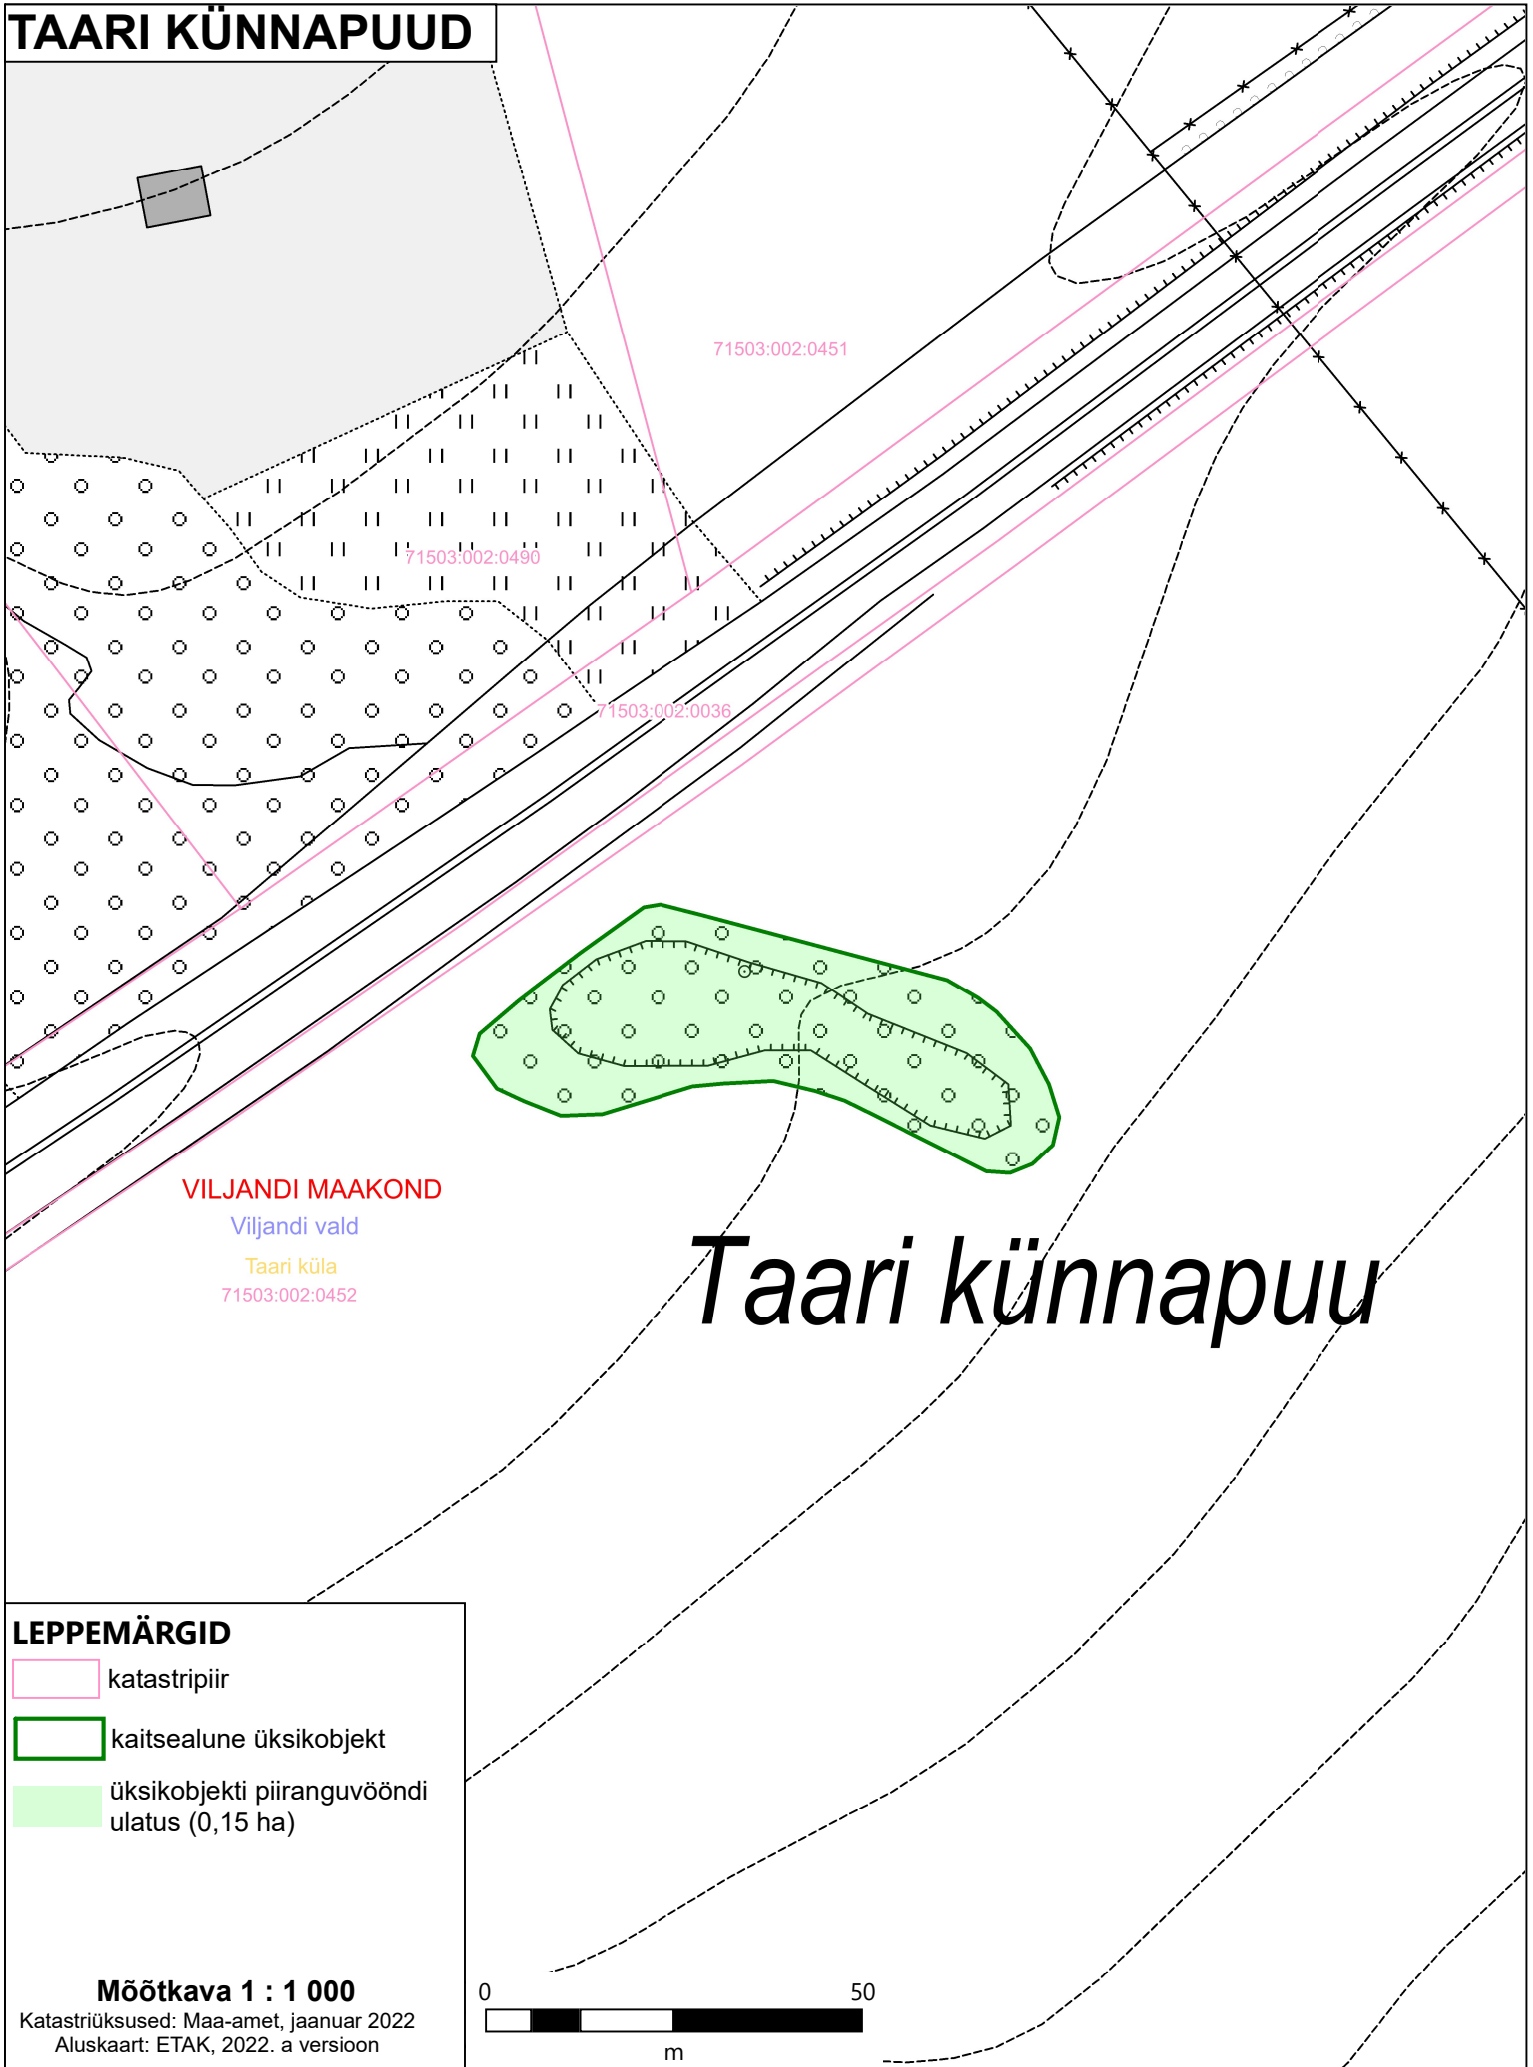 TAARI KÜNNAPUUD
71503:002:0451
71503:002:0490
71503:002:0036
VILJANDI MAAKOND
Viljandi vald
Taari küla
71503:002:0452
Taari künnapuu
LEPPEMÄRGID
katastripiir
kaitsealune üksikobjekt
üksikobjekti piiranguvööndi
ulatus (0,15 ha)
Mõõtkava 1 : 1 000
Katastriüksused: Maa-amet, jaanuar 2022
Aluskaart: ETAK, 2022. a versioon
0 50
m